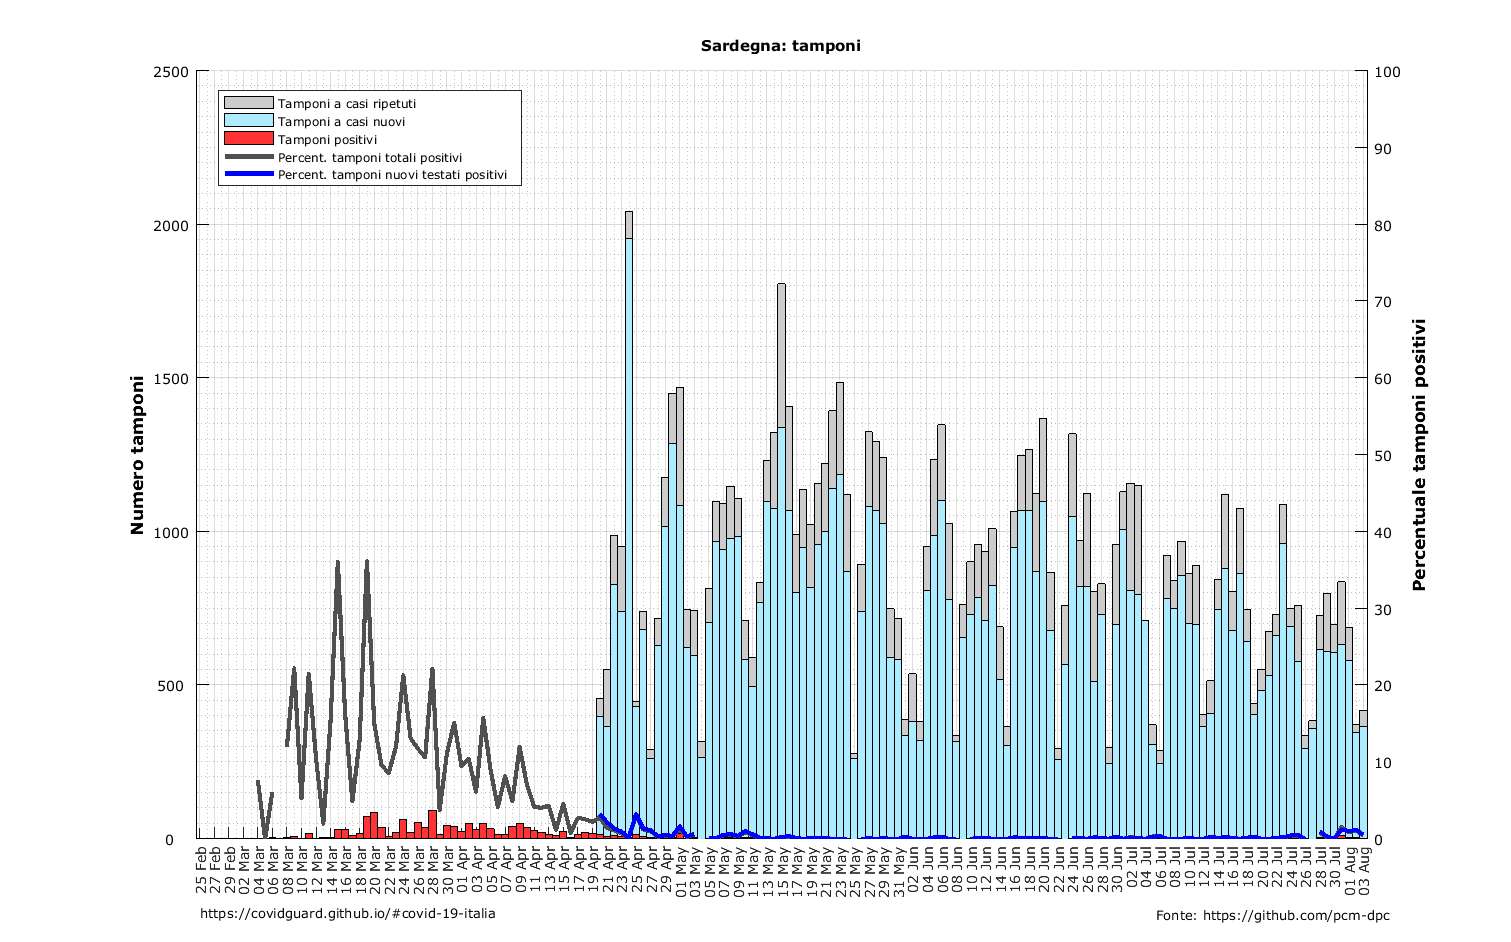 Sardegna: tamponi
2500
2000
1500
1000
500
0
Numero tamponi
Tamponi a casi ripetuti
Tamponi a casi nuovi
Tamponi positivi
Percent. tamponi totali positivi
Percent. tamponi nuovi testati positivi
100
90
80
70
60
50
40
30
20
10
0
Percentuale tamponi positivi
25 Feb
27 Feb
29 Feb
02 Mar
04 Mar
06 Mar
08 Mar
10 Mar
12 Mar
14 Mar
16 Mar
18 Mar
20 Mar
22 Mar
24 Mar
26 Mar
28 Mar
30 Mar
01 Apr
03 Apr
05 Apr
07 Apr
09 Apr
11 Apr
13 Apr
15 Apr
17 Apr
19 Apr
21 Apr
23 Apr
25 Apr
27 Apr
29 Apr
01 May
03 May
05 May
07 May
09 May
11 May
13 May
15 May
17 May
19 May
21 May
23 May
25 May
27 May
29 May
31 May
02 Jun
04 Jun
06 Jun
08 Jun
10 Jun
12 Jun
14 Jun
16 Jun
18 Jun
20 Jun
22 Jun
24 Jun
26 Jun
28 Jun
30 Jun
02 Jul
04 Jul
06 Jul
08 Jul
10 Jul
12 Jul
14 Jul
16 Jul
18 Jul
20 Jul
22 Jul
24 Jul
26 Jul
28 Jul
30 Jul
01 Aug
03 Aug
https://covidguard.github.io/#covid-19-italia
Fonte: https://github.com/pcm-dpc